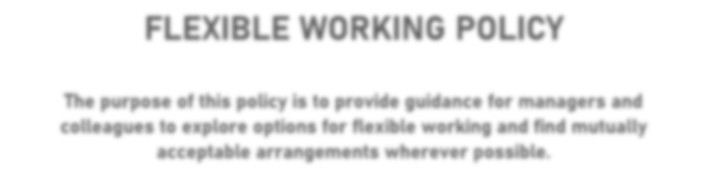 FLEXIBLE WORKING POLICY
The purpose of this policy is to provide guidance for managers and
colleagues to explore options for flexible working and find mutually
acceptable arrangements wherever possible.